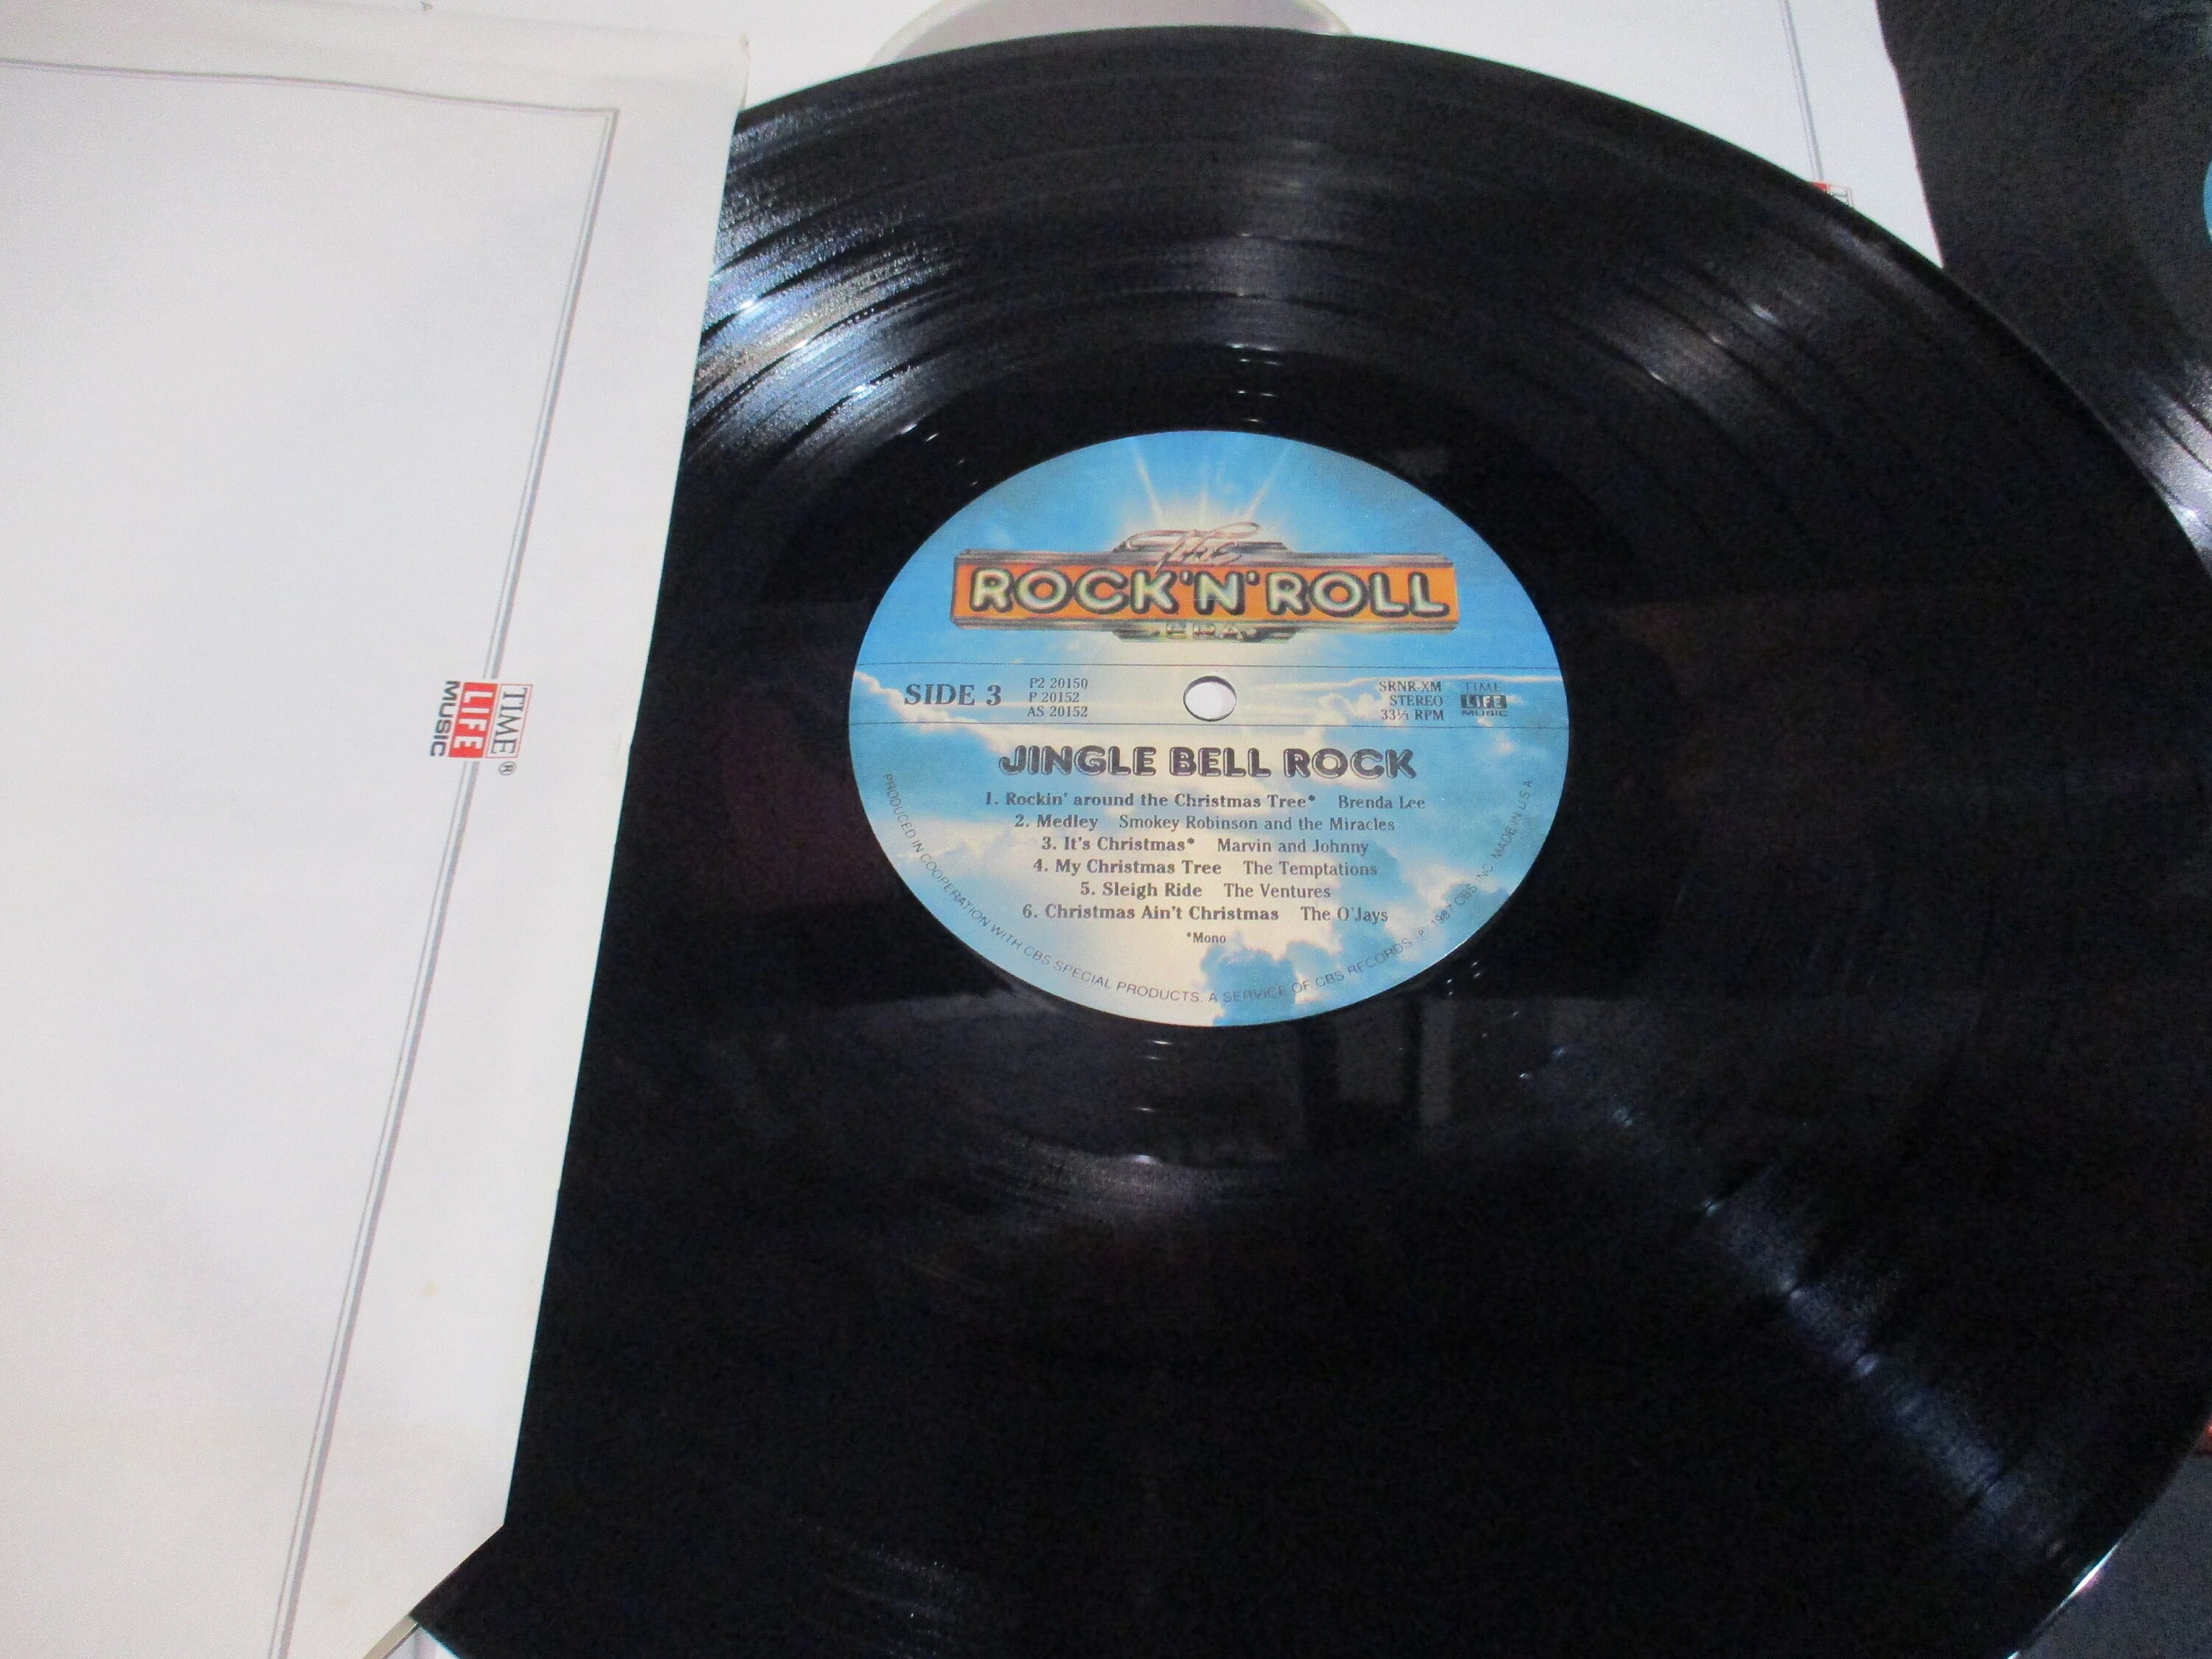 The
ROCK'N'ROLL
ERA
SIDE 3
P2 20150
P 20152
AS 20152
SRNR-XM
STEREO
33⅓ RPM
TIME
LIFE
MUSIC
JINGLE BELL ROCK
1. Rockin' around the Christmas Tree* Brenda Lee
2. Medley Smokey Robinson and the Miracles
3. It's Christmas* Marvin and Johnny
4. My Christmas Tree The Temptations
5. Sleigh Ride The Ventures
6. Christmas Ain't Christmas The O'Jays
*Mono
PRODUCED IN COOPERATION WITH CBS SPECIAL PRODUCTS, A SERVICE OF CBS RECORDS. ℗ 1987 CBS INC. MADE IN U.S.A.
TIME®
LIFE
MUSIC